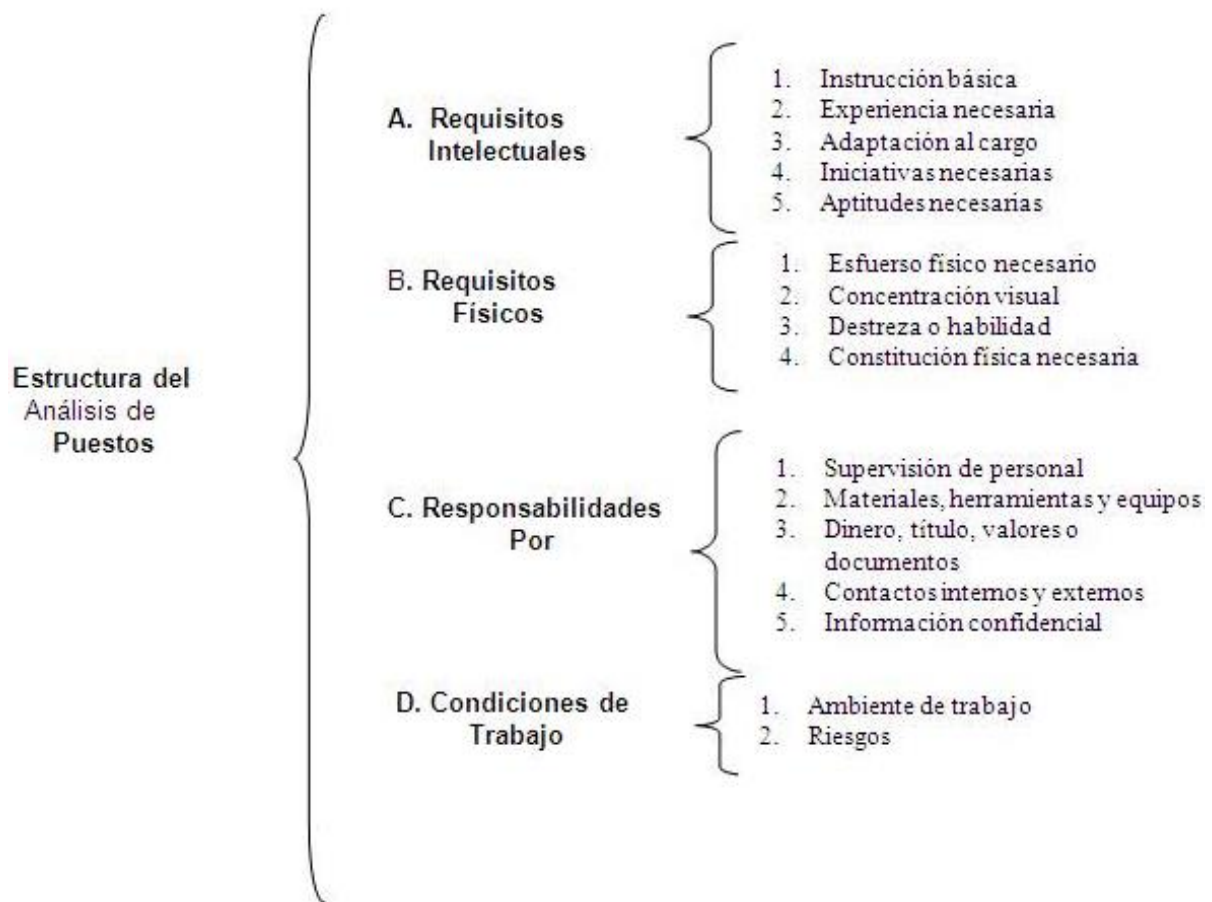 Estructura del
Análisis de
Puestos
A. Requisitos
Intelectuales
1. Instrucción básica
2. Experiencia necesaria
3. Adaptación al cargo
4. Iniciativas necesarias
5. Aptitudes necesarias
B. Requisitos
Físicos
1. Esfuerso físico necesario
2. Concentración visual
3. Destreza o habilidad
4. Constitución física necesaria
C. Responsabilidades
Por
1. Supervisión de personal
2. Materiales, herramientas y equipos
3. Dinero, título, valores o
documentos
4. Contactos internos y externos
5. Información confidencial
D. Condiciones de
Trabajo
1. Ambiente de trabajo
2. Riesgos